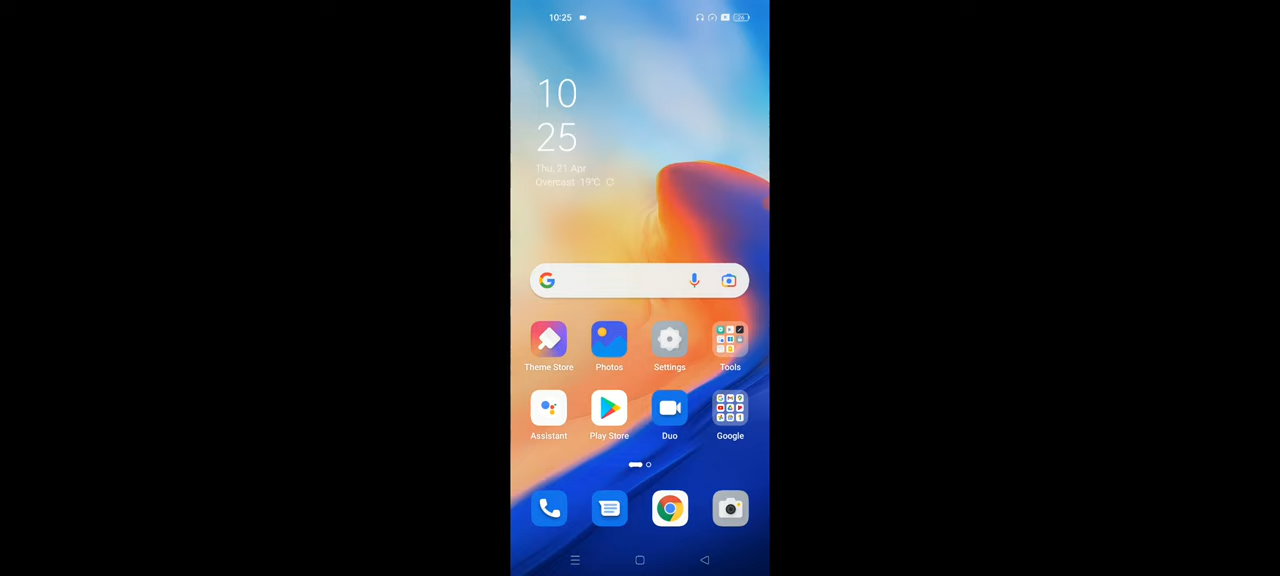 10:25
10
25
Thu, 21 Apr
Overcast 19°C
Theme Store
Photos
Settings
Tools
Assistant
Play Store
Duo
Google